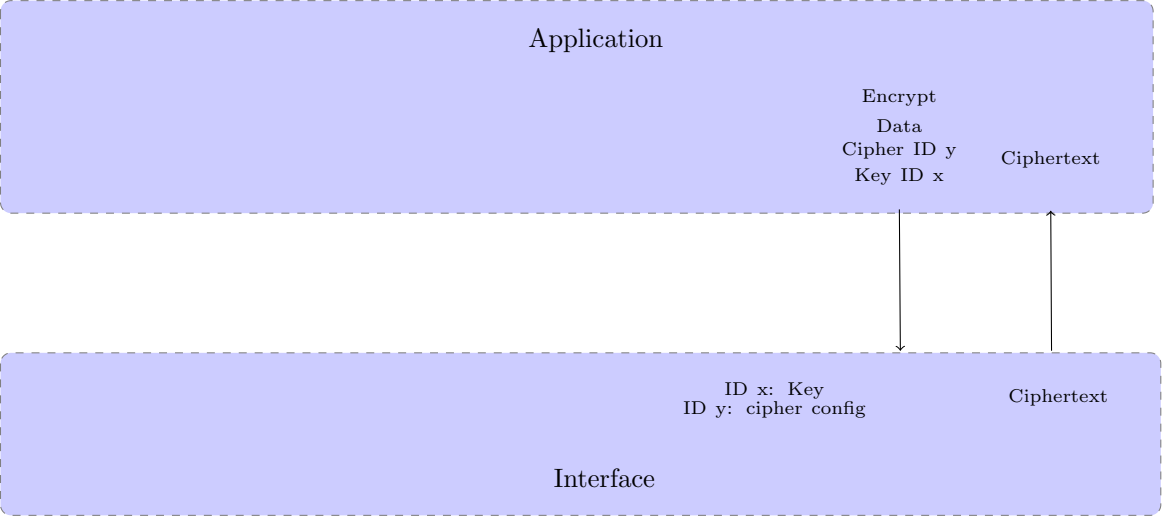 Application
Encrypt
Data
Cipher ID y
Key ID x
Ciphertext
ID x: Key
ID y: cipher config
Ciphertext
Interface